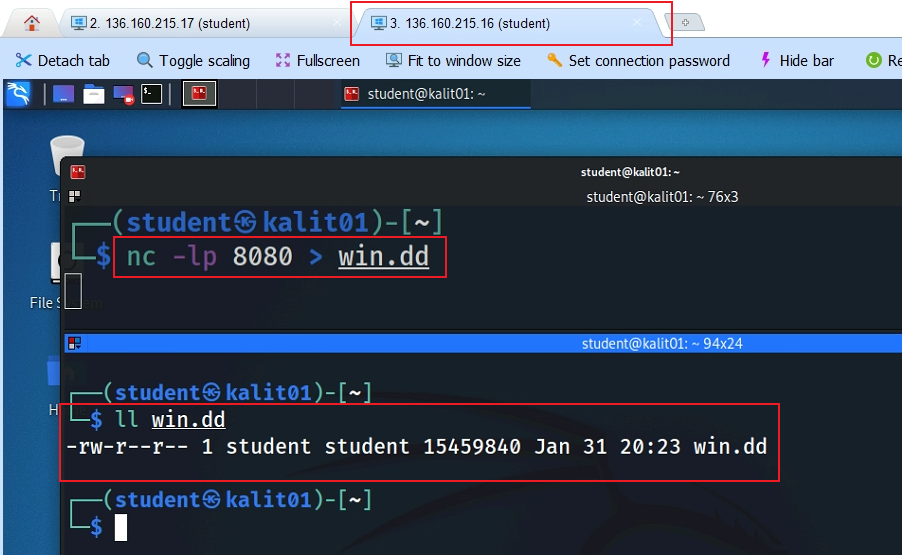 2. 136.160.215.17 (student)
3. 136.160.215.16 (student)
Detach tab Toggle scaling Fullscreen Fit to window size Set connection password Hide bar Re
student@kalit01: ~
student@kalit01: ~
student@kalit01: ~ 76x3
┌──(student㉿kalit01)-[~]
└─$ nc -lp 8080 > win.dd
File System
student@kalit01: ~ 94x24
┌──(student㉿kalit01)-[~]
└─$ ll win.dd
-rw-r--r-- 1 student student 15459840 Jan 31 20:23 win.dd
┌──(student㉿kalit01)-[~]
└─$